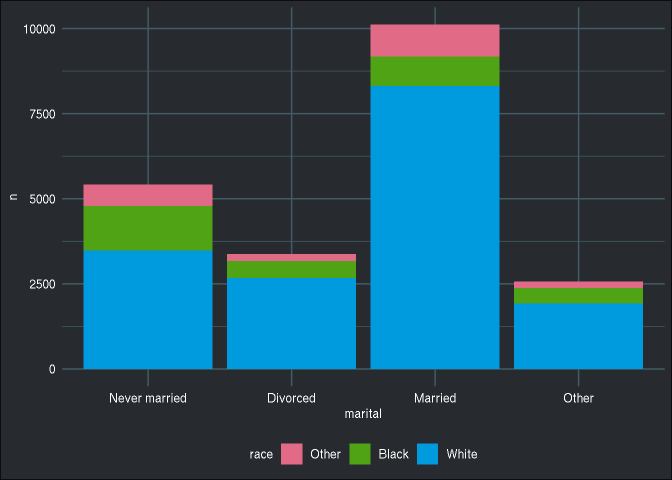 10000
7500
5000
2500
0
n
Never married Divorced Married Other
marital
race Other Black White